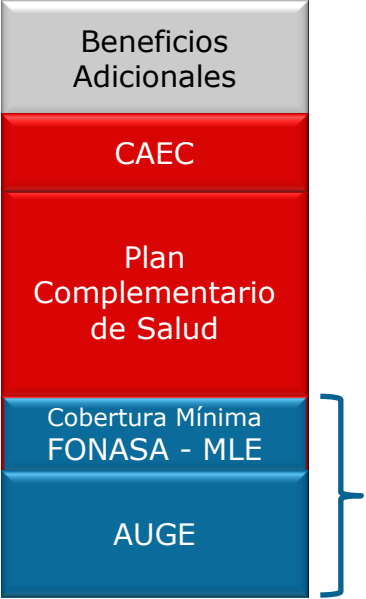 Beneficios
Adicionales
CAEC
Plan
Complementario
de Salud
Cobertura Mínima
FONASA - MLE
AUGE